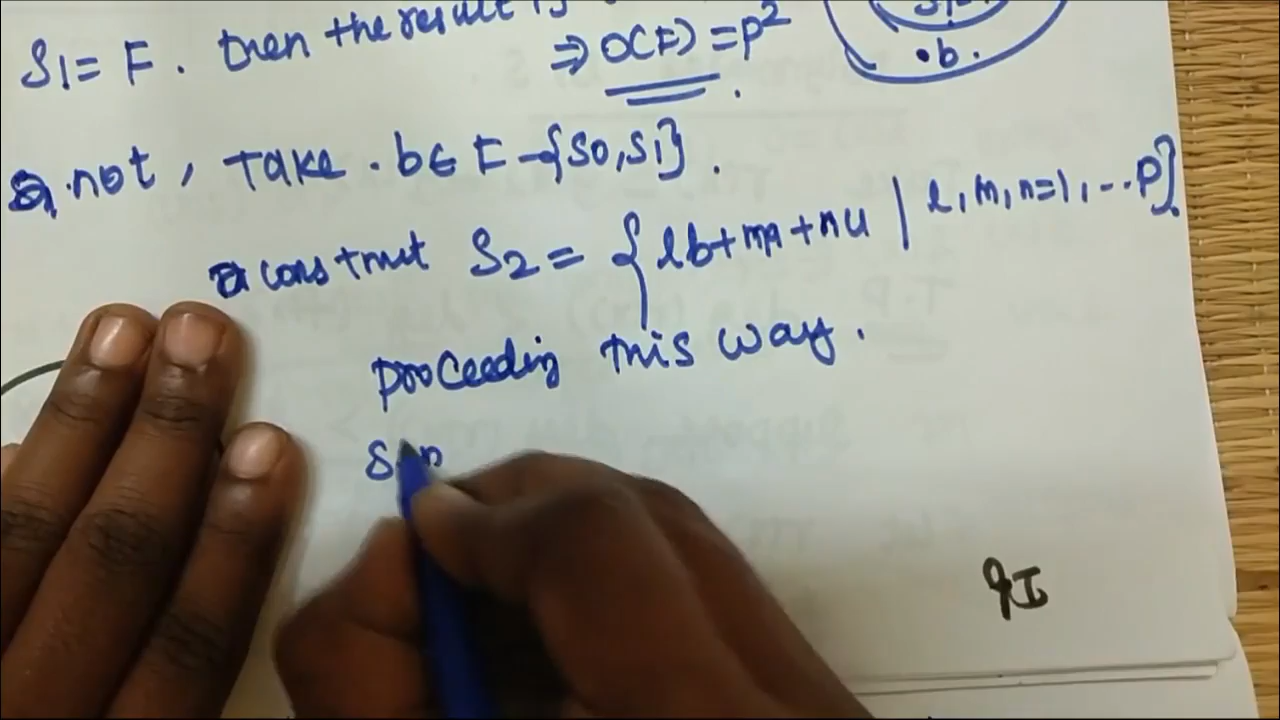 S1 = F. then the result is
⇒ O(F) = p²
S1
• b.
not, Take. b ∈ F - {S0, S1}.
construct S2 = { lb + ma + nu | l, m, n = 1, ... p}.
proceeding this way.